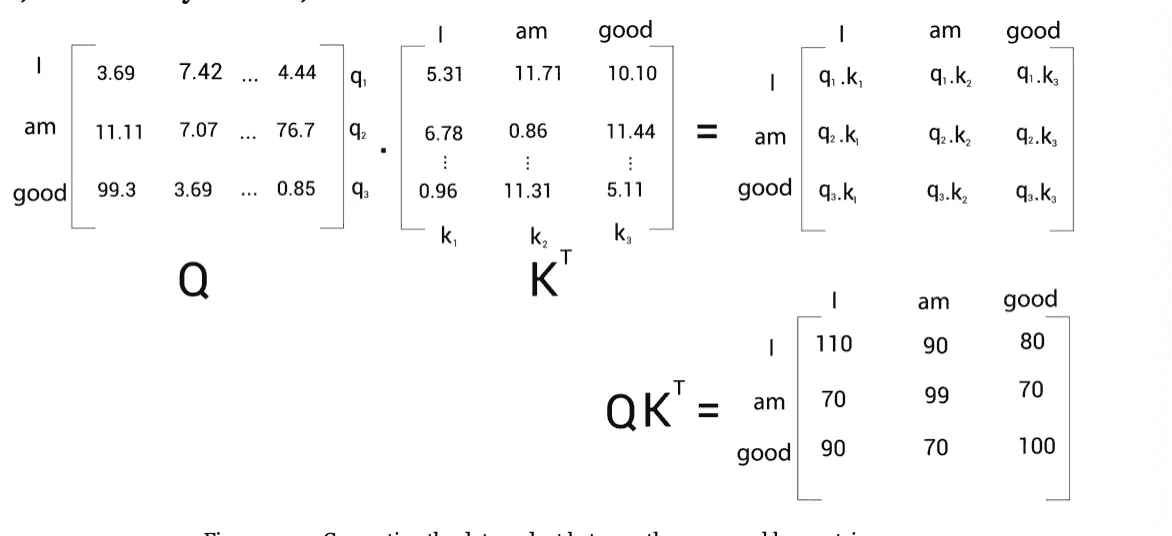 I am good
I am good
I 3.69 7.42 ... 4.44 q₁ 5.31 11.71 10.10 I q₁.k₁ q₁.k₂ q₁.k₃
am 11.11 7.07 ... 76.7 q₂ . 6.78 0.86 11.44 = am q₂.k₁ q₂.k₂ q₂.k₃
⋮ ⋮ ⋮
good 99.3 3.69 ... 0.85 q₃ 0.96 11.31 5.11 good q₃.k₁ q₃.k₂ q₃.k₃
k₁ k₂ k₃
Q Kᵀ
I am good
I 110 90 80
QKᵀ = am 70 99 70
good 90 70 100